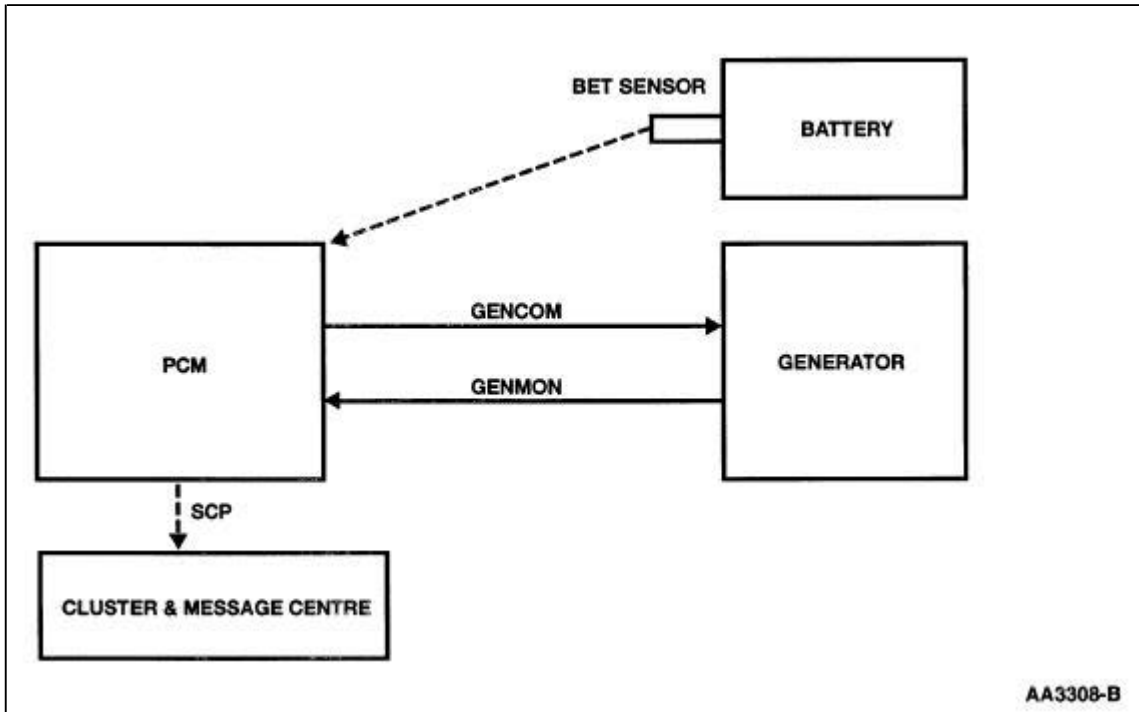 BET SENSOR
BATTERY
GENCOM
PCM
GENERATOR
GENMON
SCP
CLUSTER & MESSAGE CENTRE
AA3308-B